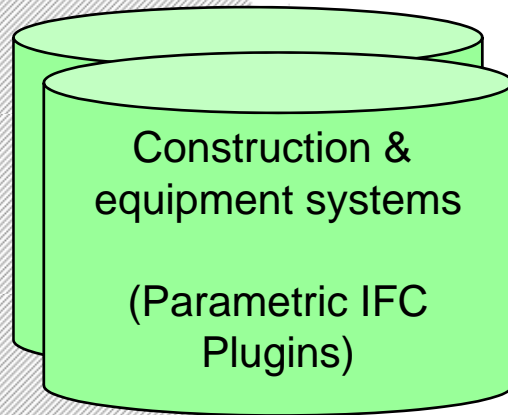 Construction &
equipment systems
(Parametric IFC
Plugins)